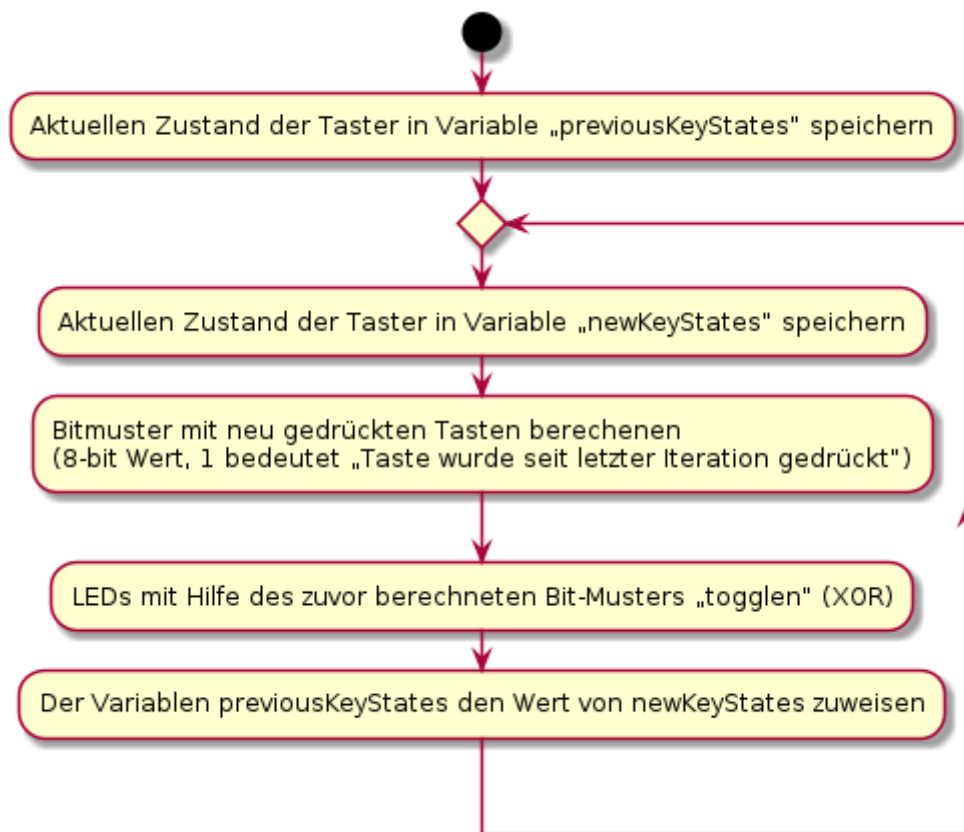 Aktuellen Zustand der Taster in Variable „previousKeyStates" speichern
Aktuellen Zustand der Taster in Variable „newKeyStates" speichern
Bitmuster mit neu gedrückten Tasten berechenen
(8-bit Wert, 1 bedeutet „Taste wurde seit letzter Iteration gedrückt")
LEDs mit Hilfe des zuvor berechneten Bit-Musters „togglen" (XOR)
Der Variablen previousKeyStates den Wert von newKeyStates zuweisen